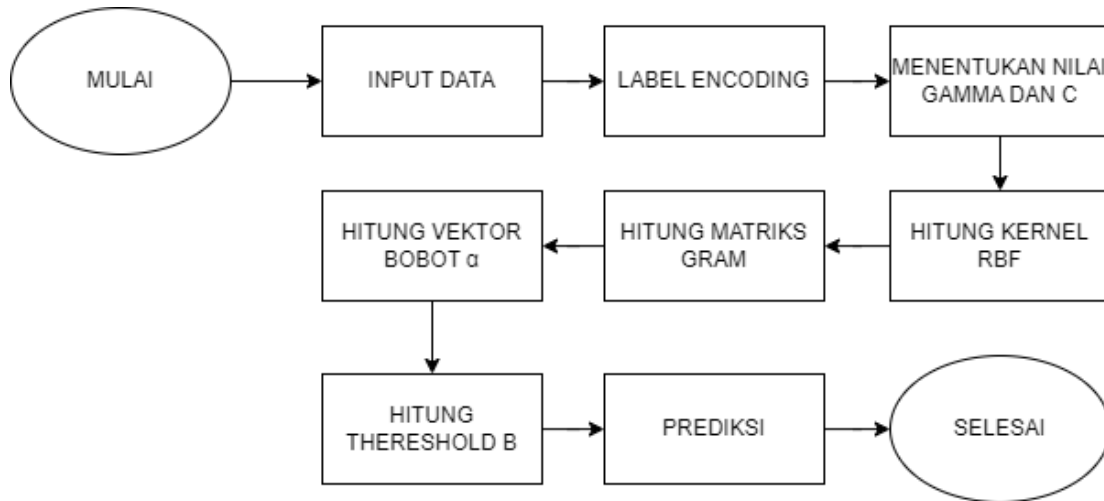 MULAI
INPUT DATA
LABEL ENCODING
MENENTUKAN NILAI
GAMMA DAN C
HITUNG KERNEL
RBF
HITUNG MATRIKS
GRAM
HITUNG VEKTOR
BOBOT α
HITUNG
THERESHOLD B
PREDIKSI
SELESAI